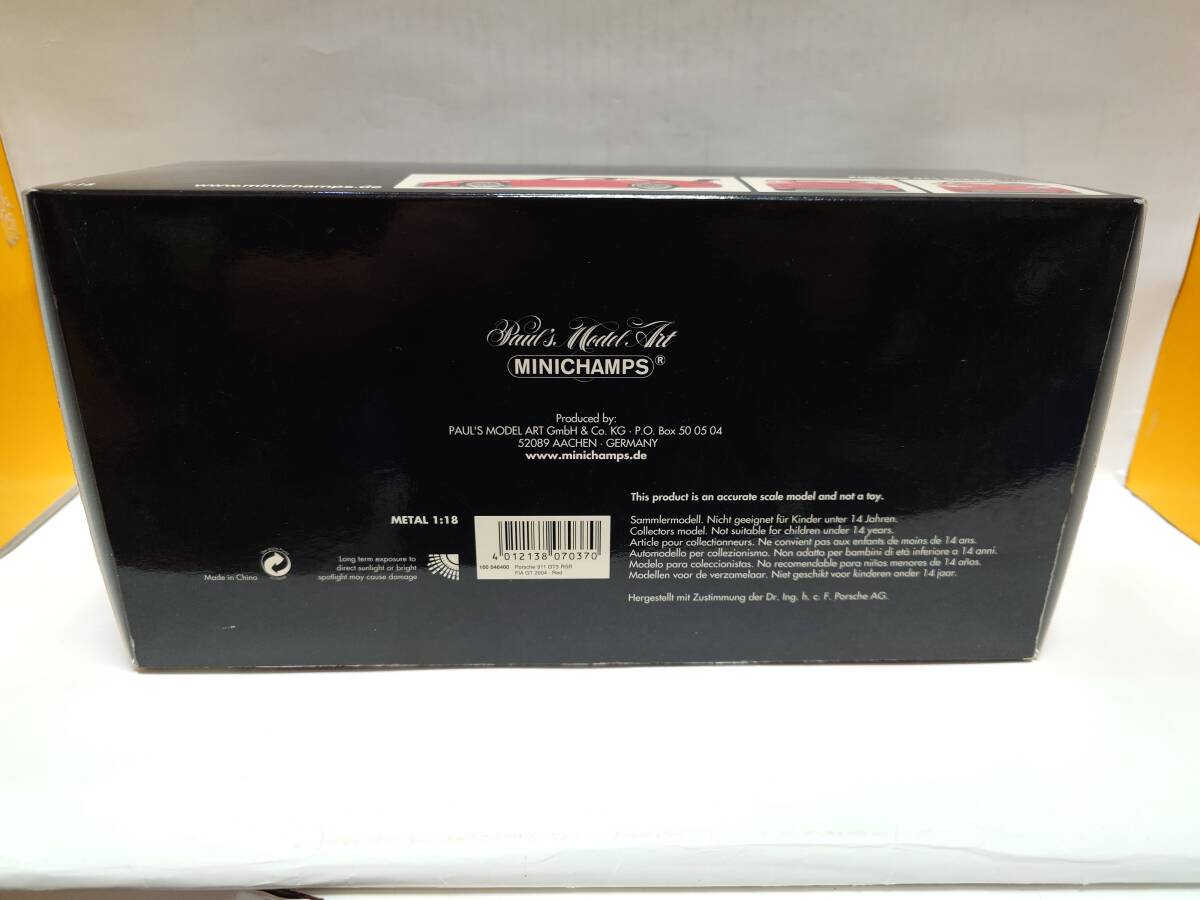 1:18
www.minichamps.de
Paul's Model Art
MINICHAMPS®
Produced by:
PAUL'S MODEL ART GmbH & Co. KG · P.O. Box 50 05 04
52089 AACHEN · GERMANY
www.minichamps.de
This product is an accurate scale model and not a toy.
METAL 1:18
Sammlermodell. Nicht geeignet für Kinder unter 14 Jahren.
Collectors model. Not suitable for children under 14 years.
Article pour collectionneurs. Ne convient pas aux enfants de moins de 14 ans.
Automodello per collezionismo. Non adatto per bambini di età inferiore a 14 anni.
Modelo para coleccionistas. No recomendable para niños menores de 14 años.
Modellen voor de verzamelaar. Niet geschikt voor kinderen onder 14 jaar.
Hergestellt mit Zustimmung der Dr. Ing. h. c. F. Porsche AG.
4 012138 070370
100 046400 Porsche 911 GT3 RSR
FIA GT 2004 - Red
Long term exposure to
direct sunlight or bright
spotlight may cause damage
Made in China